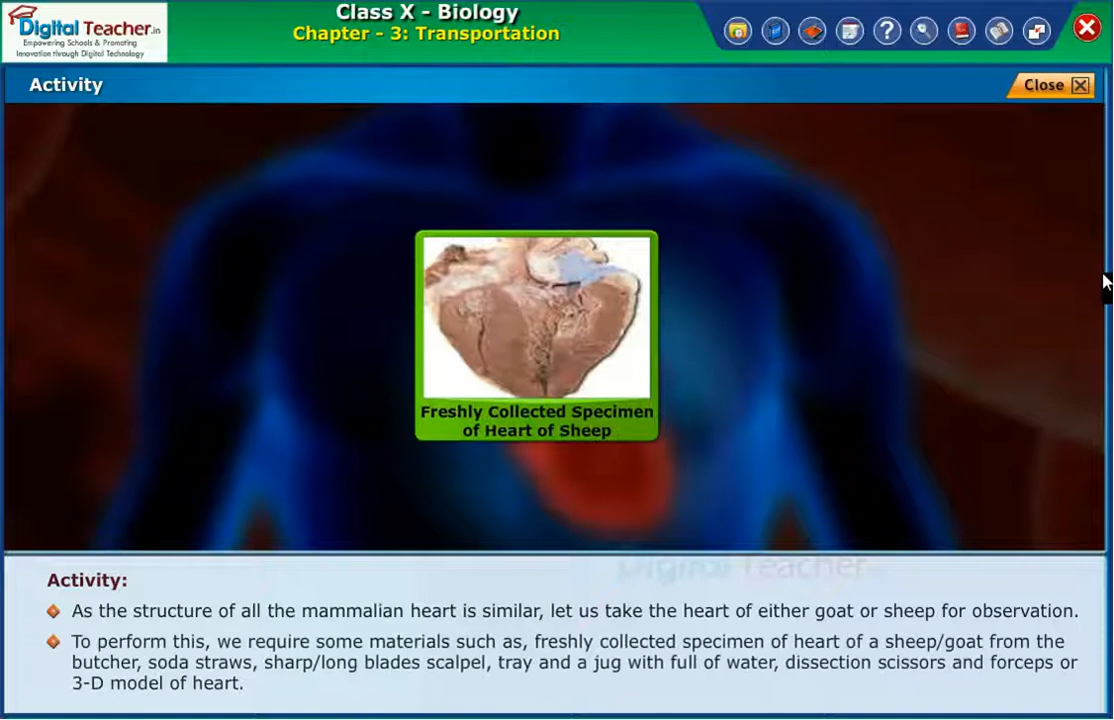 Digital Teacher.in
Empowering Schools & Promoting
Innovation through Digital Technology
Class X - Biology
Chapter - 3: Transportation
?
Activity
Close
Freshly Collected Specimen
of Heart of Sheep
Digital Teacher
Activity:
As the structure of all the mammalian heart is similar, let us take the heart of either goat or sheep for observation.
To perform this, we require some materials such as, freshly collected specimen of heart of a sheep/goat from the
butcher, soda straws, sharp/long blades scalpel, tray and a jug with full of water, dissection scissors and forceps or
3-D model of heart.